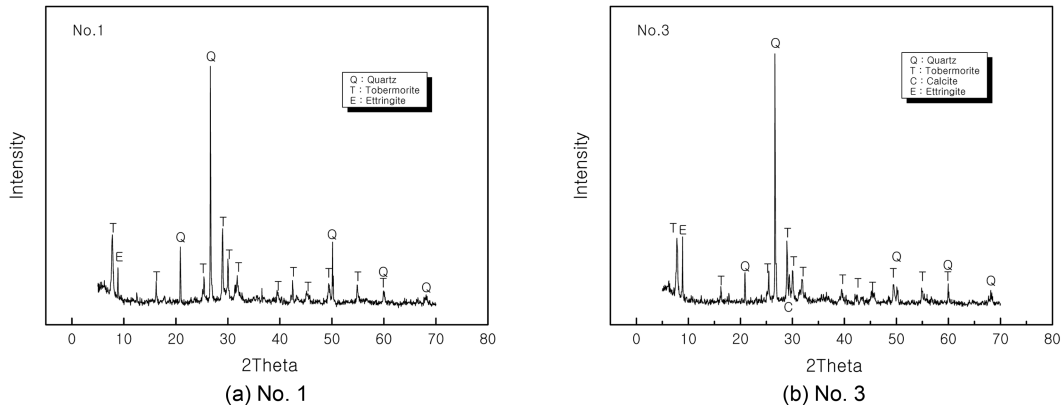 No.1
Q
Q : Quartz
T : Tobermorite
E : Ettringite
T
E
T
Q
T
T
T
T
T
T
T
T
Q
T
Q
T
Q
Intensity
0
10
20
30
40
50
60
70
80
2Theta
(a) No. 1
No.3
Q
Q : Quartz
T : Tobermorite
C : Calcite
E : Ettringite
T
E
T
Q
T
T
C
T
T
T
T
T
T
Q
T
Q
T
Q
Intensity
0
10
20
30
40
50
60
70
80
2Theta
(b) No. 3